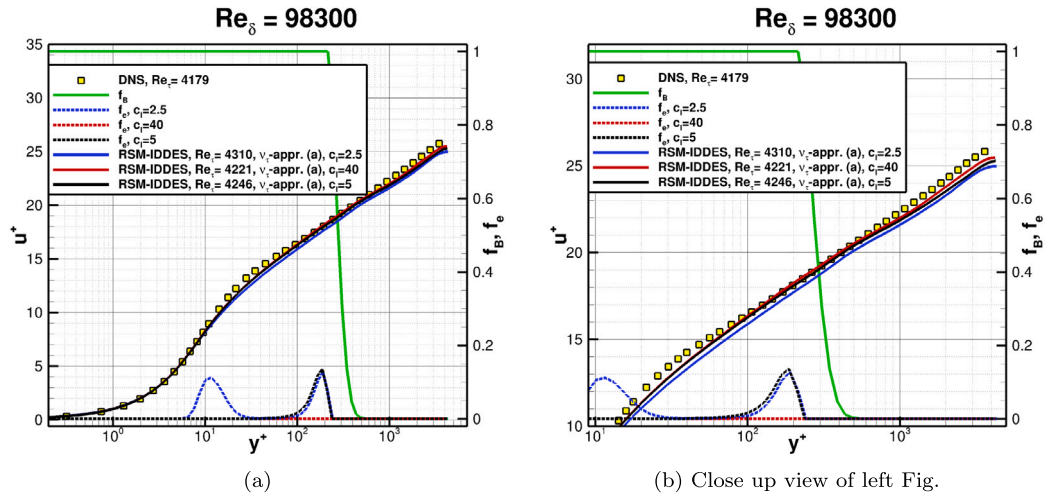 Re_δ = 98300
35
30
25
20
15
10
5
0
u⁺
DNS, Re_τ= 4179
f_B
f_e, c_l=2.5
f_e, c_l=40
f_e, c_l=5
RSM-IDDES, Re_τ= 4310, ν_τ-appr. (a), c_l=2.5
RSM-IDDES, Re_τ= 4221, ν_τ-appr. (a), c_l=40
RSM-IDDES, Re_τ= 4246, ν_τ-appr. (a), c_l=5
1
0.8
0.6
0.4
0.2
0
f_B, f_e
10⁰ 10¹ 10² 10³
y⁺
(a)
Re_δ = 98300
30
25
20
15
10
u⁺
DNS, Re_τ= 4179
f_B
f_e, c_l=2.5
f_e, c_l=40
f_e, c_l=5
RSM-IDDES, Re_τ= 4310, ν_τ-appr. (a), c_l=2.5
RSM-IDDES, Re_τ= 4221, ν_τ-appr. (a), c_l=40
RSM-IDDES, Re_τ= 4246, ν_τ-appr. (a), c_l=5
1
0.8
0.6
0.4
0.2
0
f_B, f_e
10¹ 10² 10³
y⁺
(b) Close up view of left Fig.